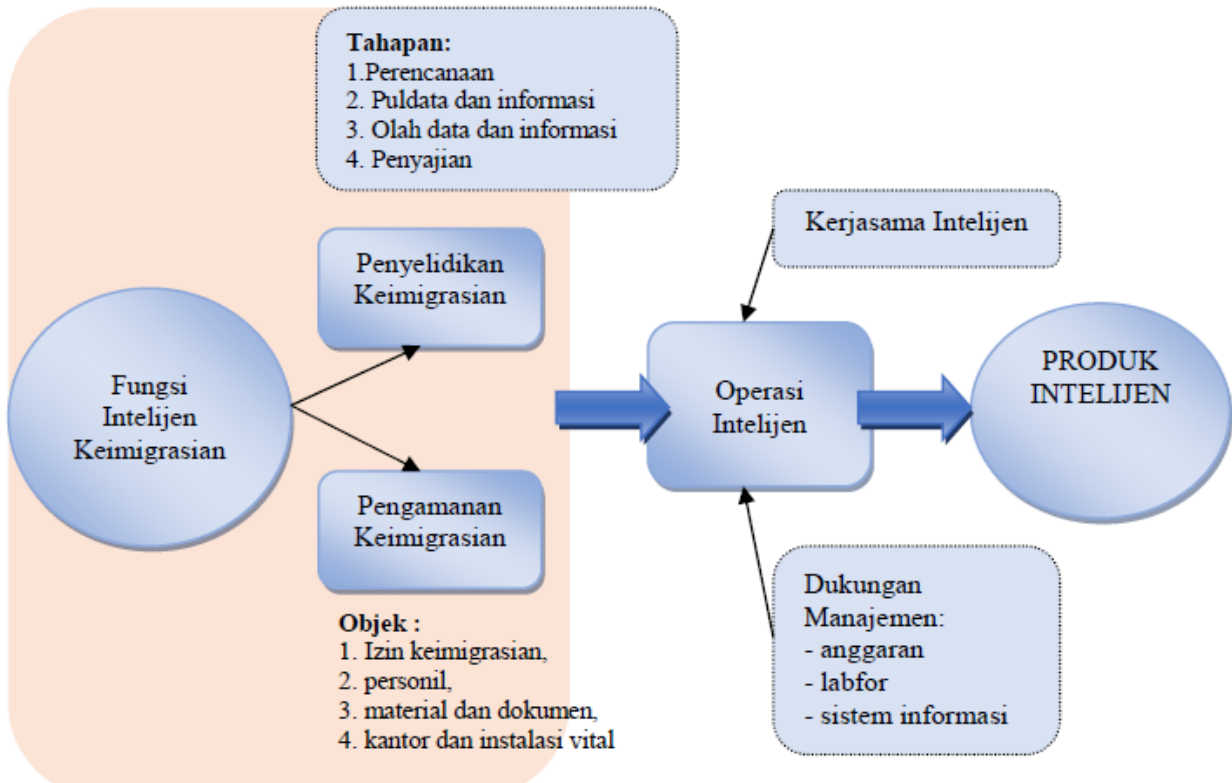 Tahapan:
1.Perencanaan
2. Puldata dan informasi
3. Olah data dan informasi
4. Penyajian
Kerjasama Intelijen
Penyelidikan
Keimigrasian
Fungsi
Intelijen
Keimigrasian
Operasi
Intelijen
PRODUK
INTELIJEN
Pengamanan
Keimigrasian
Objek :
1. Izin keimigrasian,
2. personil,
3. material dan dokumen,
4. kantor dan instalasi vital
Dukungan
Manajemen:
- anggaran
- labfor
- sistem informasi